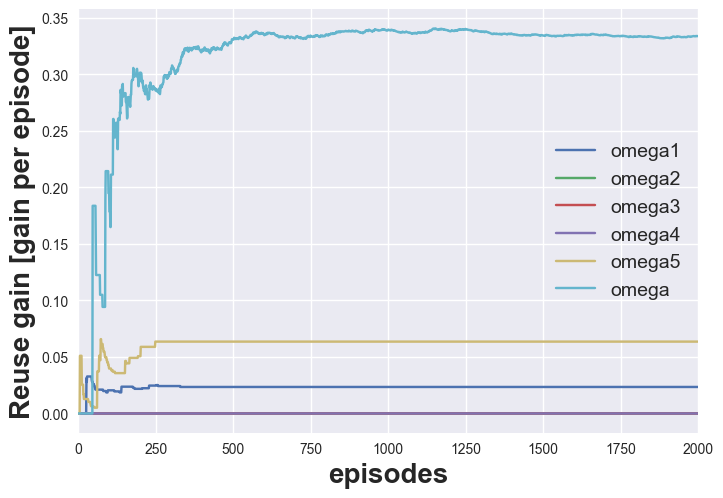 Reuse gain [gain per episode]
0.35
0.30
0.25
0.20
0.15
0.10
0.05
0.00
omega1
omega2
omega3
omega4
omega5
omega
0 250 500 750 1000 1250 1500 1750 2000
episodes